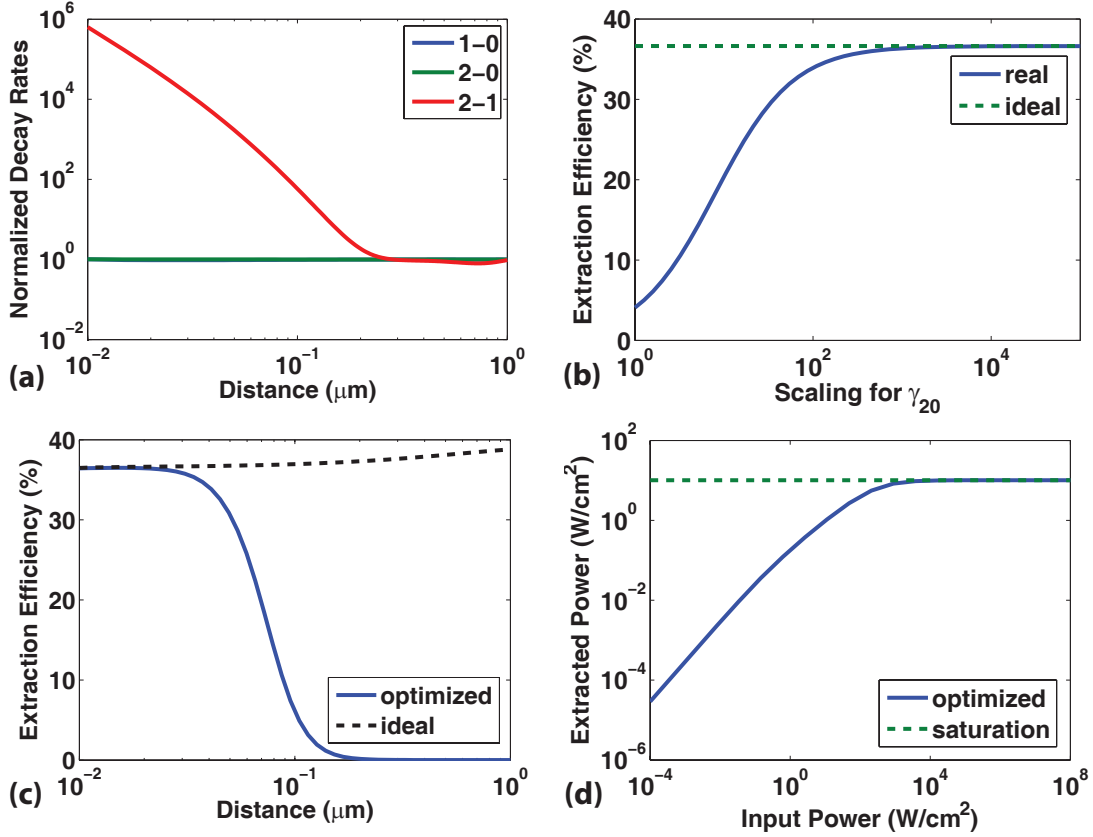 Normalized Decay Rates
10^6
10^4
10^2
10^0
10^−2
1−0
2−0
2−1
10^−2
10^−1
10^0
Distance (μm)
(a)
Extraction Efficiency (%)
40
30
20
10
0
real
ideal
10^0
10^2
10^4
Scaling for γ_20
(b)
Extraction Efficiency (%)
40
30
20
10
0
optimized
ideal
10^−2
10^−1
10^0
Distance (μm)
(c)
Extracted Power (W/cm^2)
10^2
10^0
10^−2
10^−4
10^−6
optimized
saturation
10^−4
10^0
10^4
10^8
Input Power (W/cm^2)
(d)